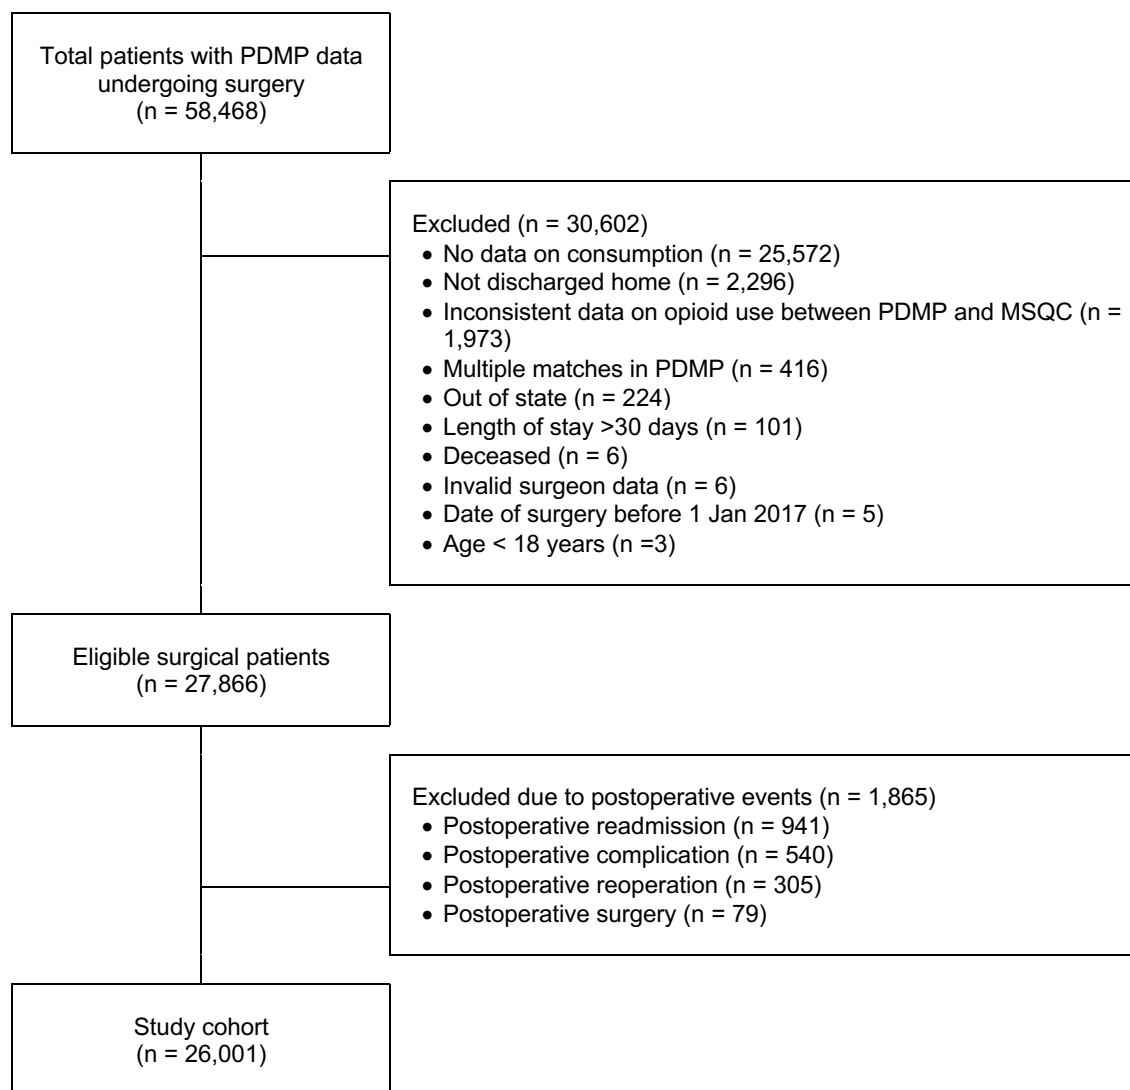 Total patients with PDMP data
undergoing surgery
(n = 58,468)
Excluded (n = 30,602)
• No data on consumption (n = 25,572)
• Not discharged home (n = 2,296)
• Inconsistent data on opioid use between PDMP and MSQC (n =
1,973)
• Multiple matches in PDMP (n = 416)
• Out of state (n = 224)
• Length of stay >30 days (n = 101)
• Deceased (n = 6)
• Invalid surgeon data (n = 6)
• Date of surgery before 1 Jan 2017 (n = 5)
• Age < 18 years (n =3)
Eligible surgical patients
(n = 27,866)
Excluded due to postoperative events (n = 1,865)
• Postoperative readmission (n = 941)
• Postoperative complication (n = 540)
• Postoperative reoperation (n = 305)
• Postoperative surgery (n = 79)
Study cohort
(n = 26,001)